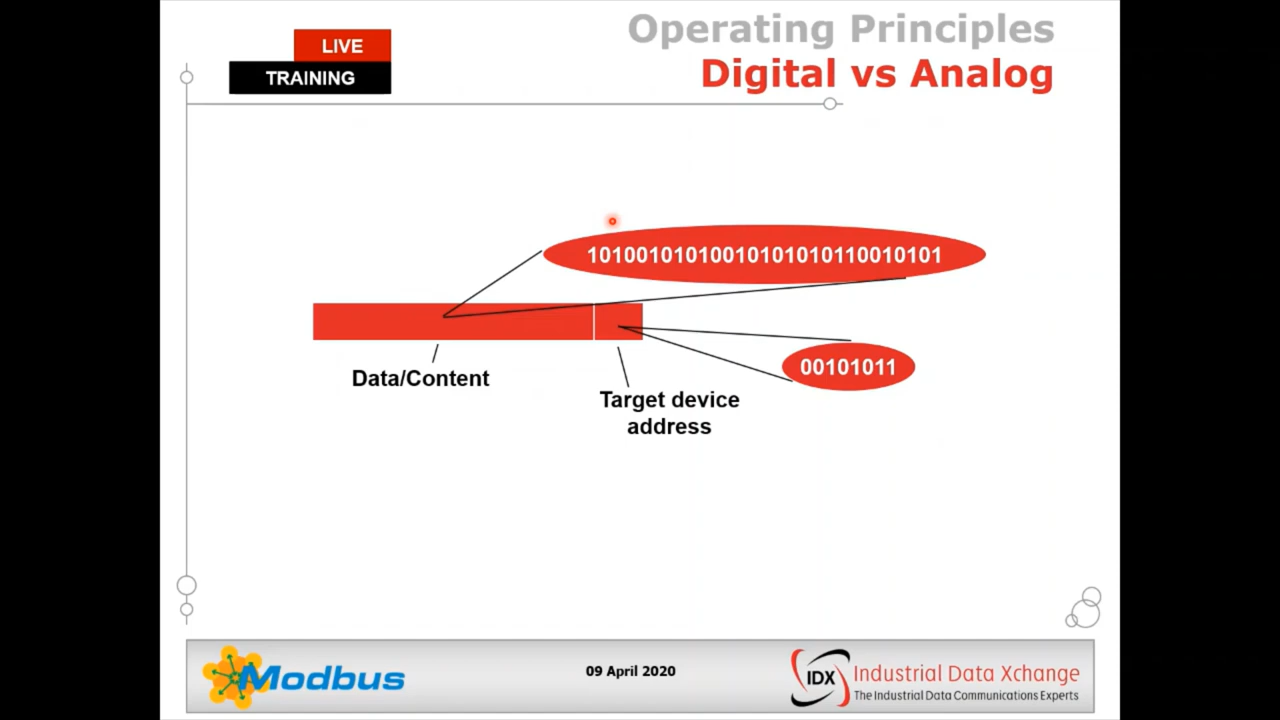 LIVE
TRAINING
Operating Principles
Digital vs Analog
1010010101001010101010110010101
Data/Content
00101011
Target device
address
Modbus
09 April 2020
IDX
Industrial Data Xchange
The Industrial Data Communications Experts